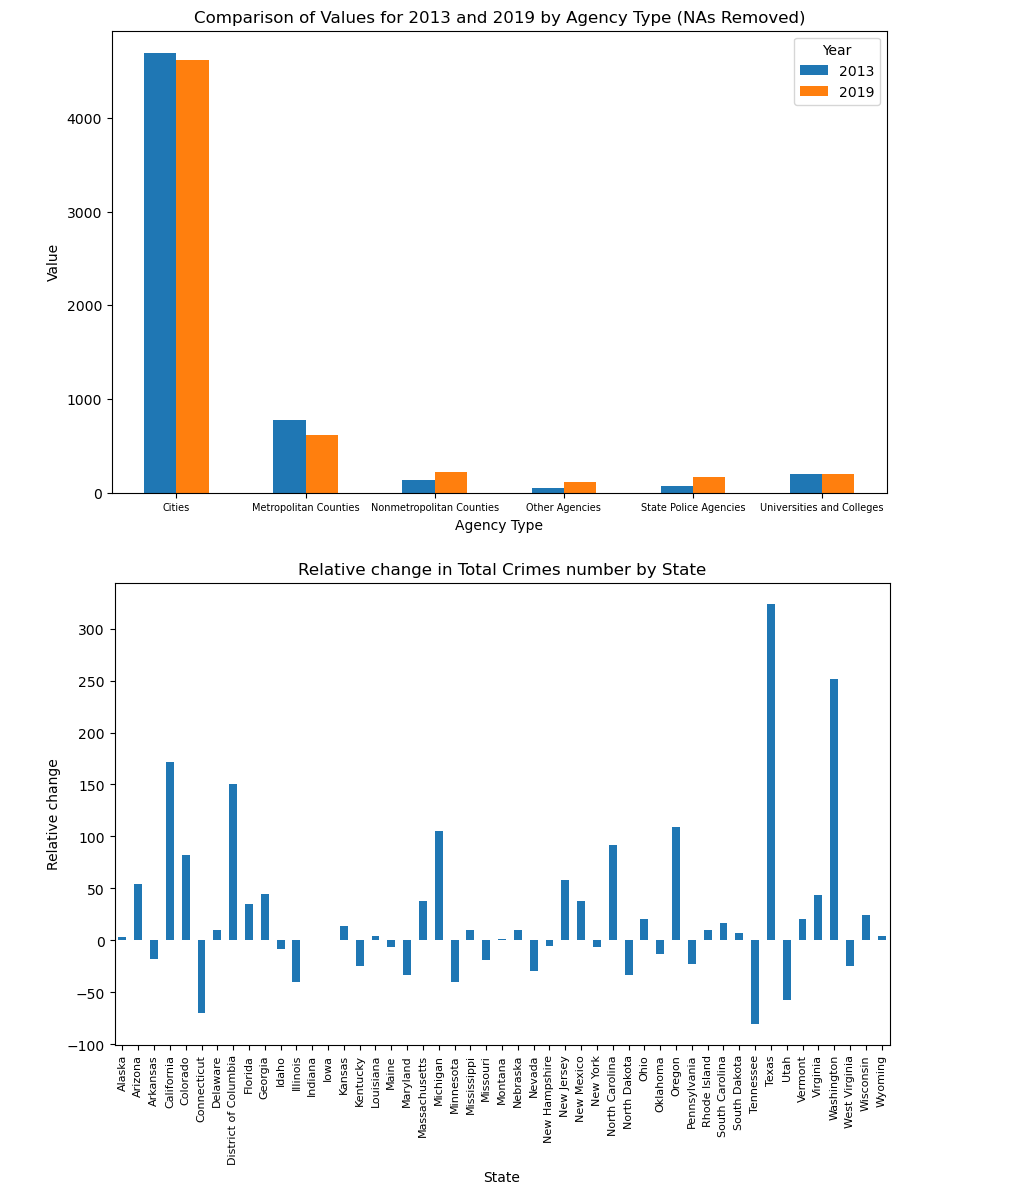 Comparison of Values for 2013 and 2019 by Agency Type (NAs Removed)
Year
2013
2019
Value
4000
3000
2000
1000
0
Cities Metropolitan Counties Nonmetropolitan Counties Other Agencies State Police Agencies Universities and Colleges
Agency Type
Relative change in Total Crimes number by State
Relative change
300
250
200
150
100
50
0
−50
−100
Alaska
Arizona
Arkansas
California
Colorado
Connecticut
Delaware
District of Columbia
Florida
Georgia
Idaho
Illinois
Indiana
Iowa
Kansas
Kentucky
Louisiana
Maine
Maryland
Massachusetts
Michigan
Minnesota
Mississippi
Missouri
Montana
Nebraska
Nevada
New Hampshire
New Jersey
New Mexico
New York
North Carolina
North Dakota
Ohio
Oklahoma
Oregon
Pennsylvania
Rhode Island
South Carolina
South Dakota
Tennessee
Texas
Utah
Vermont
Virginia
Washington
West Virginia
Wisconsin
Wyoming
State